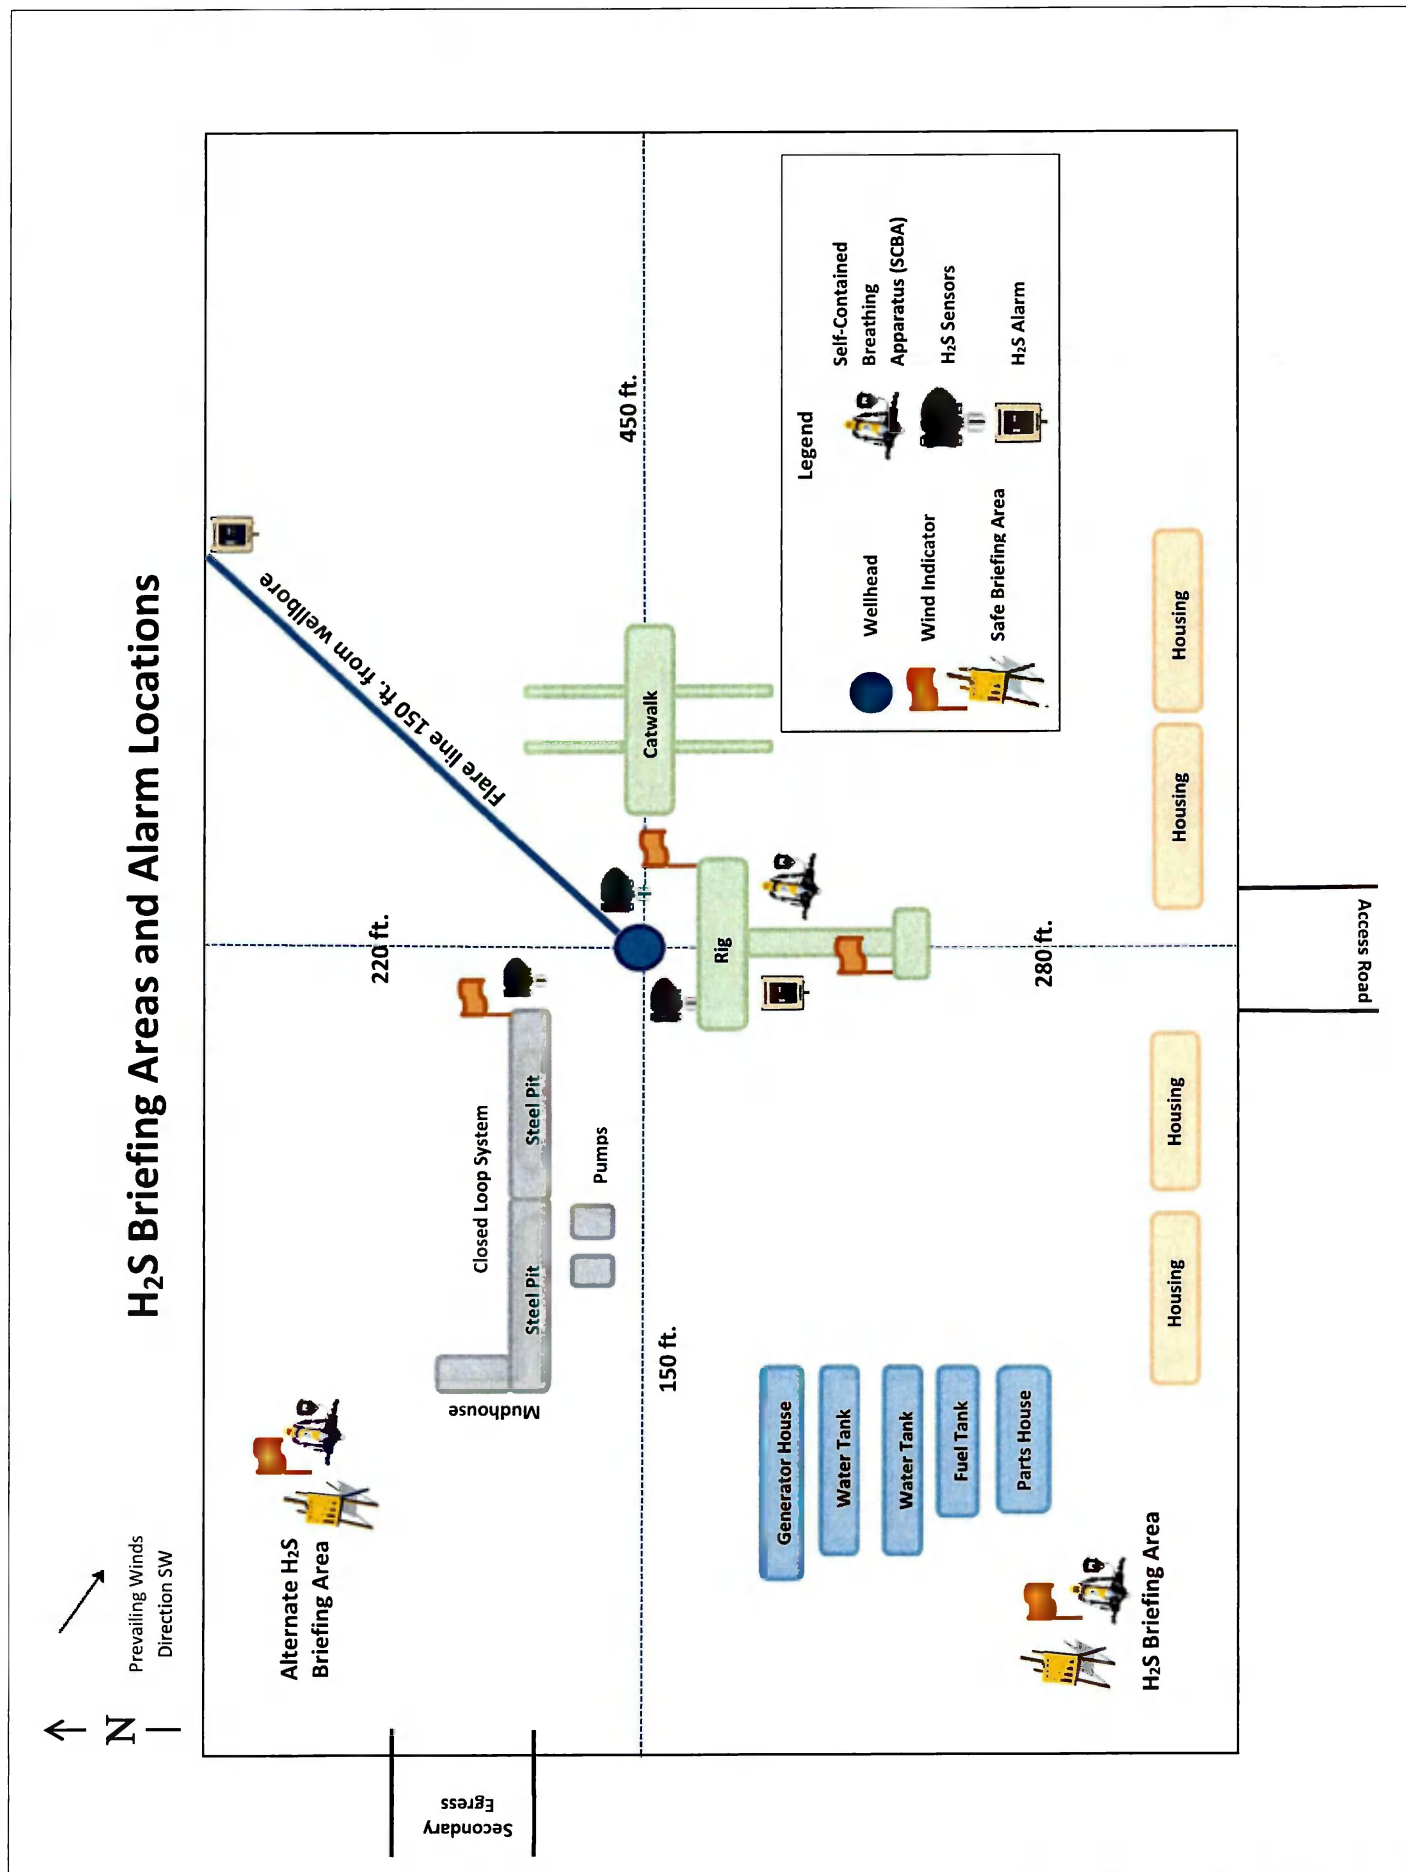 H₂S Briefing Areas and Alarm Locations
N
Prevailing Winds
Direction SW
Alternate H₂S
Briefing Area
Secondary
Egress
Mudhouse
Closed Loop System
Steel Pit
Steel Pit
Pumps
220 ft.
Flare line 150 ft. from wellbore
150 ft.
450 ft.
Catwalk
Rig
280 ft.
Generator House
Water Tank
Water Tank
Fuel Tank
Parts House
H₂S Briefing Area
Housing
Housing
Housing
Housing
Access Road
Legend
Wellhead
Wind Indicator
Safe Briefing Area
Self-Contained
Breathing
Apparatus (SCBA)
H₂S Sensors
H₂S Alarm